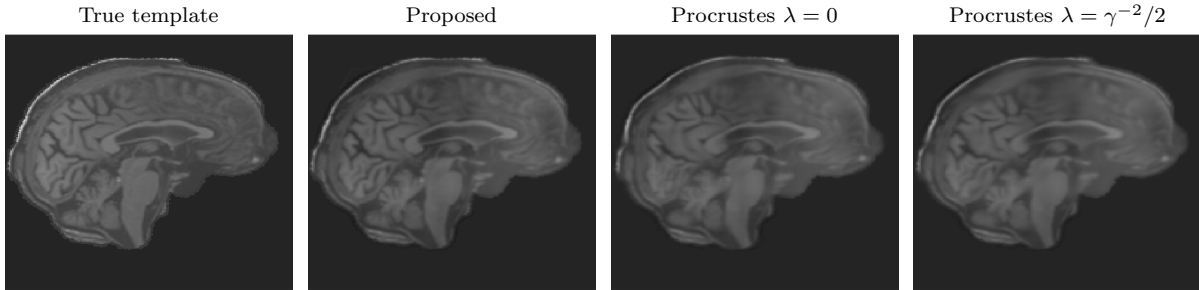 True template
Proposed
Procrustes λ = 0
Procrustes λ = γ⁻²/2